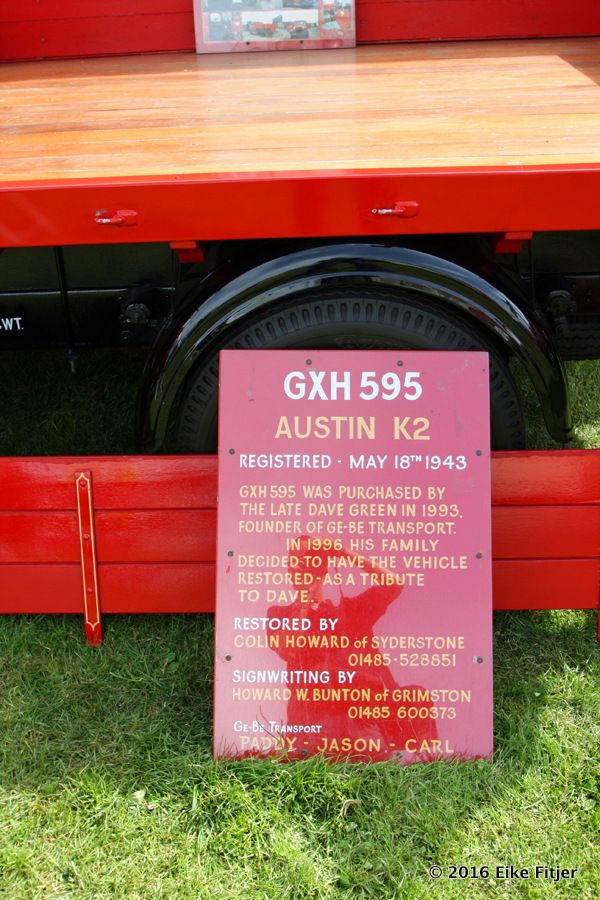 WT.
GXH 595
AUSTIN K2
REGISTERED - MAY 18TH 1943
GXH 595 WAS PURCHASED BY
THE LATE DAVE GREEN IN 1993,
FOUNDER OF GE-BE TRANSPORT.
IN 1996 HIS FAMILY
DECIDED TO HAVE THE VEHICLE
RESTORED - AS A TRIBUTE
TO DAVE.
RESTORED BY
COLIN HOWARD of SYDERSTONE
01485-528851
SIGNWRITING BY
HOWARD W. BUNTON of GRIMSTON
01485 600373
GE-BE TRANSPORT
PADDY - JASON - CARL
© 2016 Eike Fitjer